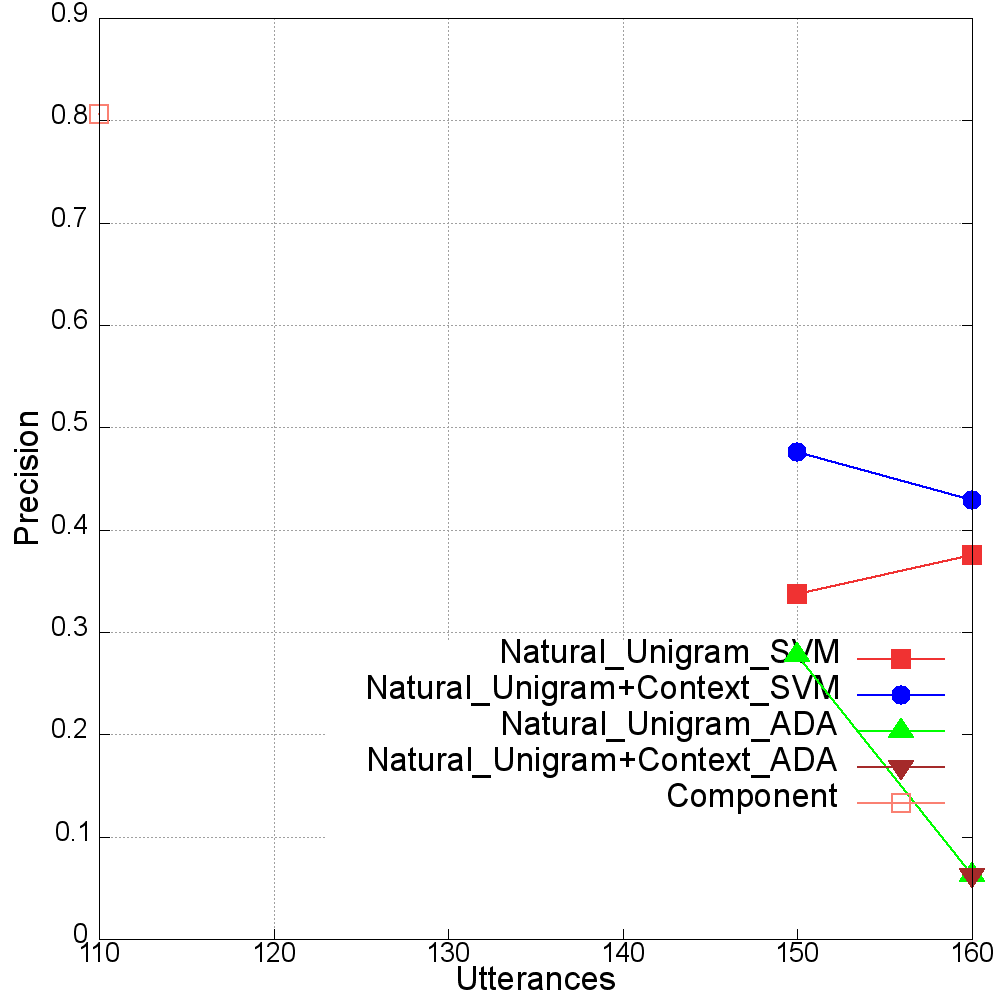 0.9
0.8
0.7
0.6
0.5
0.4
0.3
0.2
0.1
0
Precision
Natural_Unigram_SVM
Natural_Unigram+Context_SVM
Natural_Unigram_ADA
Natural_Unigram+Context_ADA
Component
110 120 130 140 150 160
Utterances